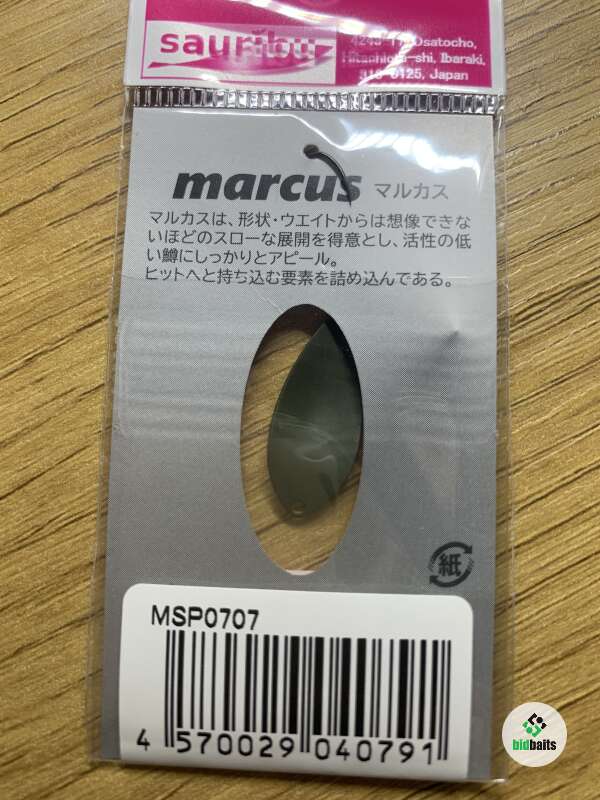 sauribu
Osatocho,
Hitachiota-shi, Ibaraki,
Japan
marcus マルカス
マルカスは、形状・ウエイトからは想像できな
いほどのスローな展開を得意とし、活性の低
い鱒にしっかりとアピール。
ヒットへと持ち込む要素を詰め込んである。
紙
MSP0707
4 570029 040791
bidbaits